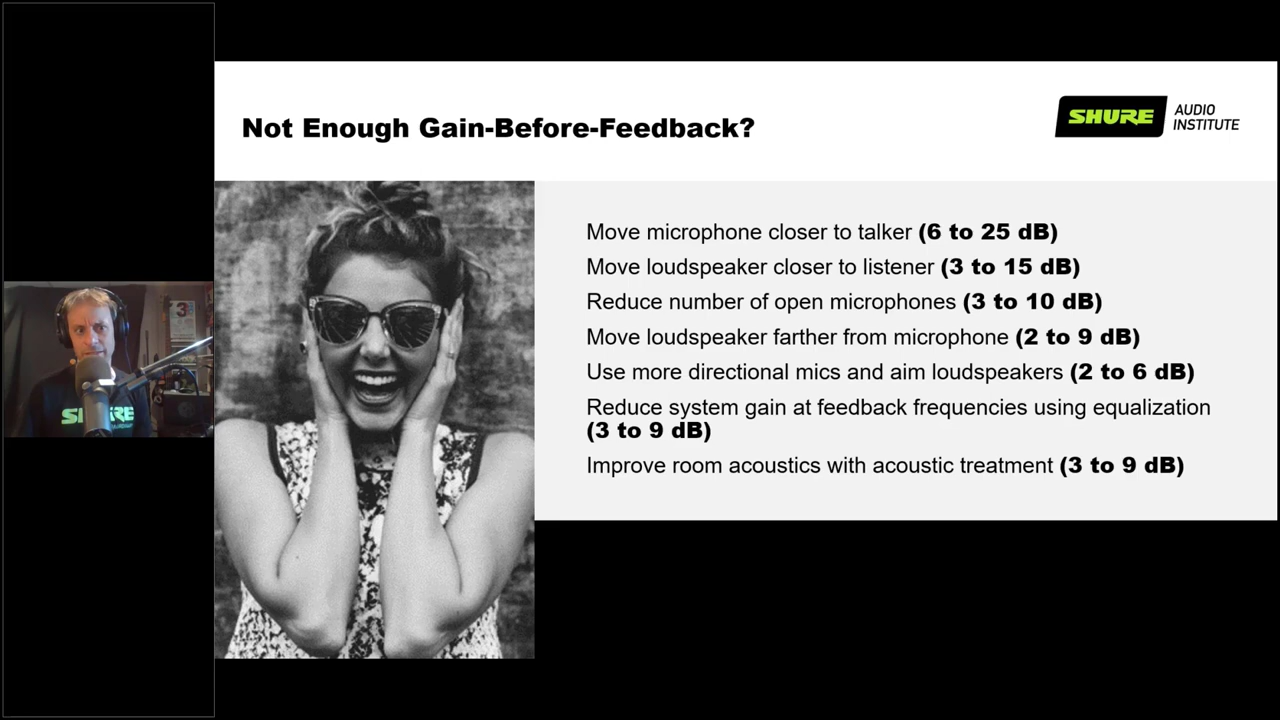 Not Enough Gain-Before-Feedback?
SHURE
AUDIO
INSTITUTE
Move microphone closer to talker (6 to 25 dB)
Move loudspeaker closer to listener (3 to 15 dB)
Reduce number of open microphones (3 to 10 dB)
Move loudspeaker farther from microphone (2 to 9 dB)
Use more directional mics and aim loudspeakers (2 to 6 dB)
Reduce system gain at feedback frequencies using equalization
(3 to 9 dB)
Improve room acoustics with acoustic treatment (3 to 9 dB)
3